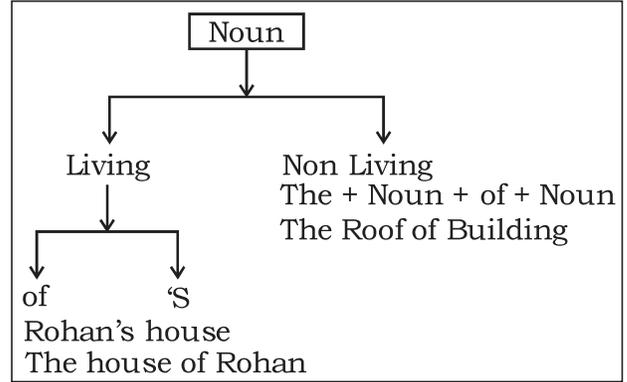 Noun
Living
Non Living
The + Noun + of + Noun
The Roof of Building
of
‘S
Rohan’s house
The house of Rohan